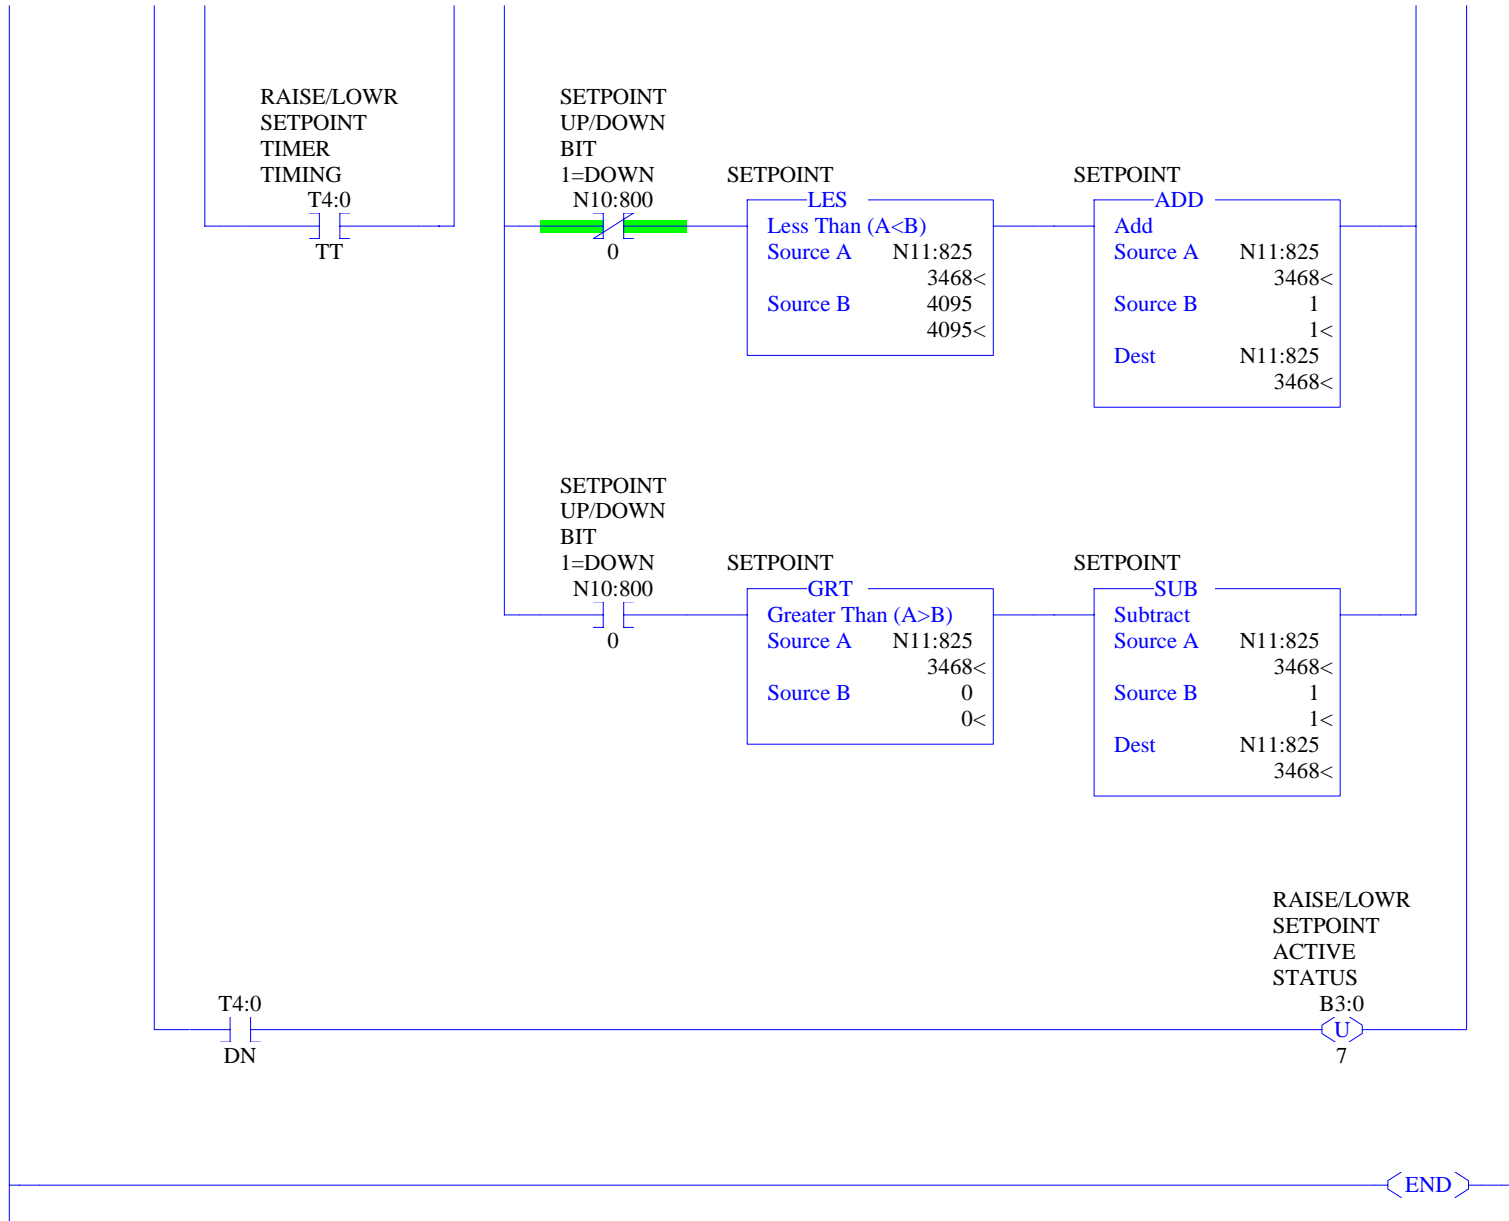 RAISE/LOWR
SETPOINT
TIMER
TIMING
T4:0
TT
SETPOINT
UP/DOWN
BIT
1=DOWN
N10:800
0
SETPOINT
LES
Less Than (A<B)
Source A N11:825
3468<
Source B 4095
4095<
SETPOINT
ADD
Add
Source A N11:825
3468<
Source B 1
1<
Dest N11:825
3468<
SETPOINT
UP/DOWN
BIT
1=DOWN
N10:800
0
SETPOINT
GRT
Greater Than (A>B)
Source A N11:825
3468<
Source B 0
0<
SETPOINT
SUB
Subtract
Source A N11:825
3468<
Source B 1
1<
Dest N11:825
3468<
T4:0
DN
RAISE/LOWR
SETPOINT
ACTIVE
STATUS
B3:0
U
7
END